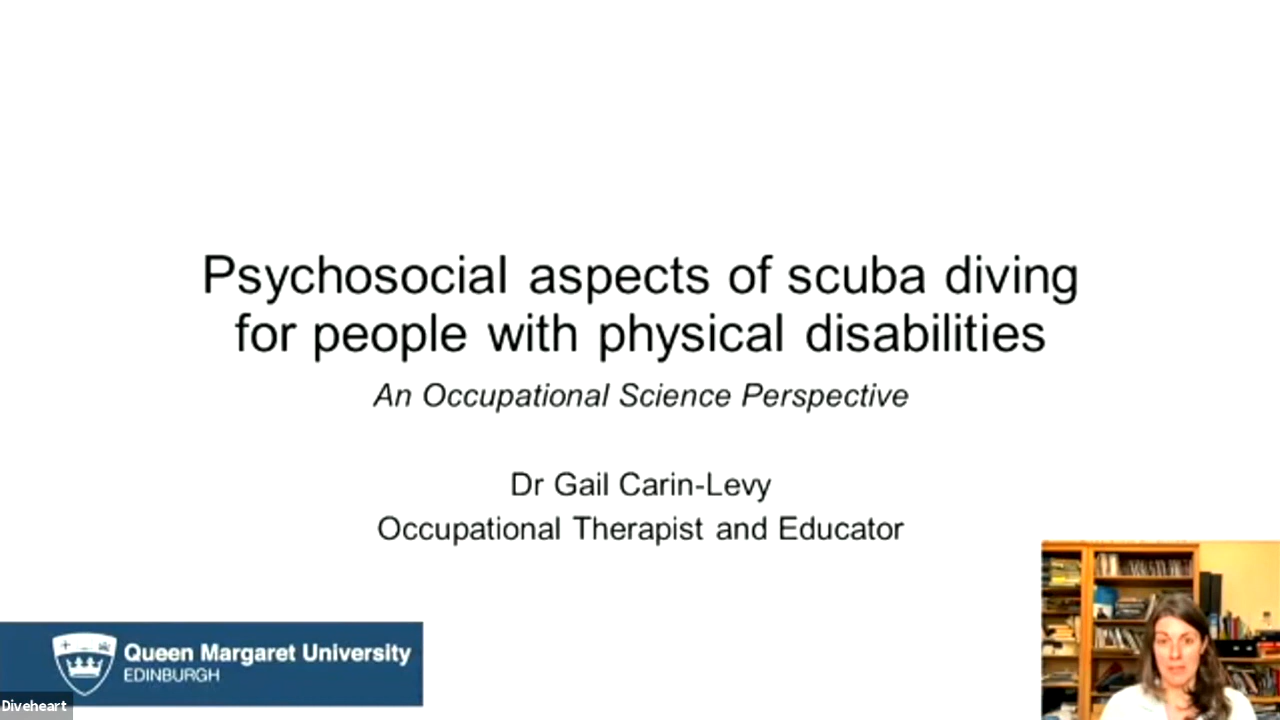 Psychosocial aspects of scuba diving
for people with physical disabilities
An Occupational Science Perspective
Dr Gail Carin-Levy
Occupational Therapist and Educator
Queen Margaret University
EDINBURGH
Diveheart